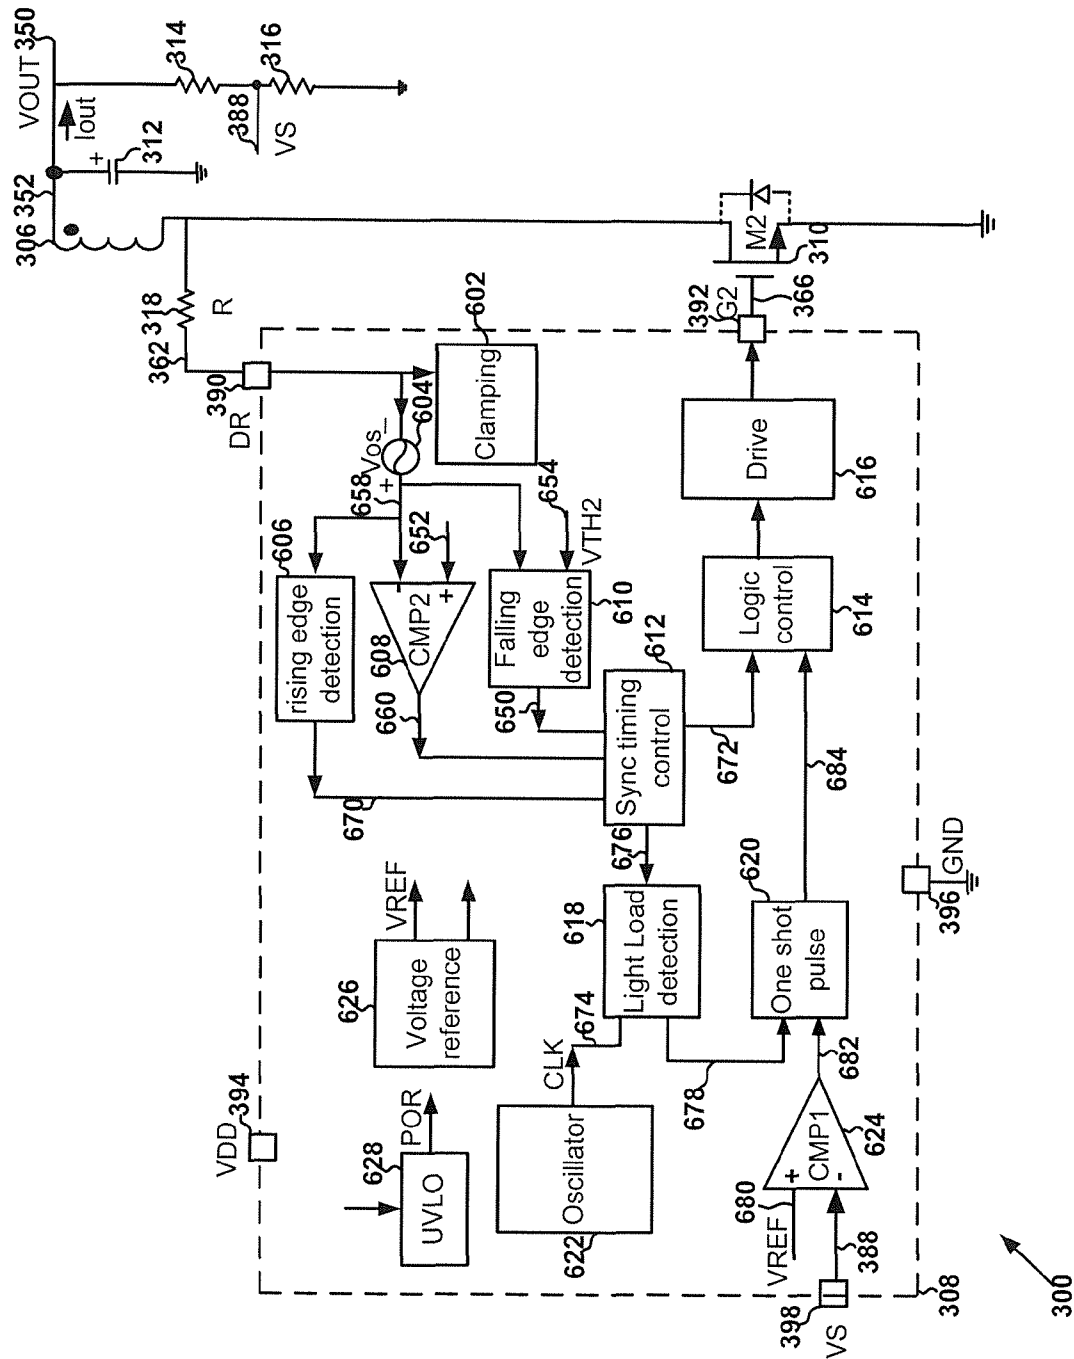 VOUT 350
306 352
Iout
+
312
314
316
388
VS
362
318
R
390
DR
602
Clamping
Vos
-
604
+
658
652
654
VTH2
606
rising edge
detection
608
-
+
CMP2
660
Falling
edge
detection
610
650
670
612
Sync timing
control
672
676
Logic
control
614
Drive
616
392
G2
366
M2
310
684
VREF
626
Voltage
reference
618
Light Load
detection
620
One shot
pulse
GND
396
VDD 394
628
POR
UVLO
CLK
674
Oscillator
622
678
682
+
-
CMP1
624
680
VREF
388
398
VS
308
300